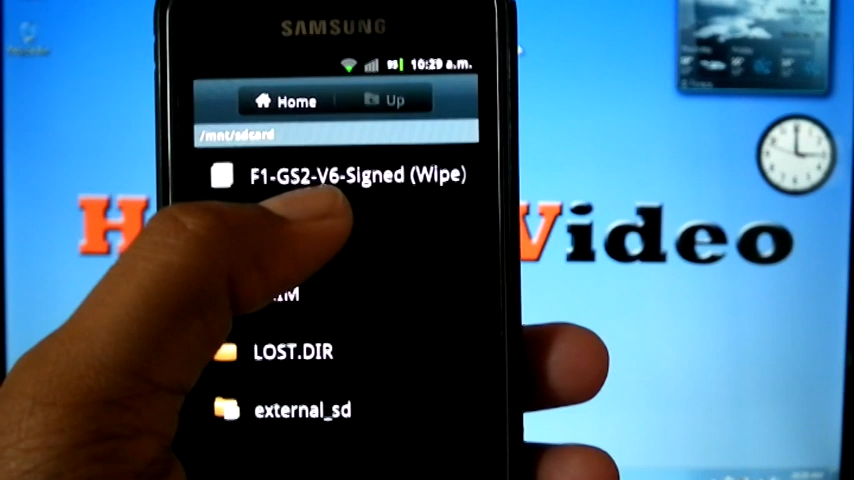 SAMSUNG
10:29 a.m.
Home
Up
/mnt/sdcard
F1-GS2-V6-Signed (Wipe)
LOST.DIR
external_sd
H
Video